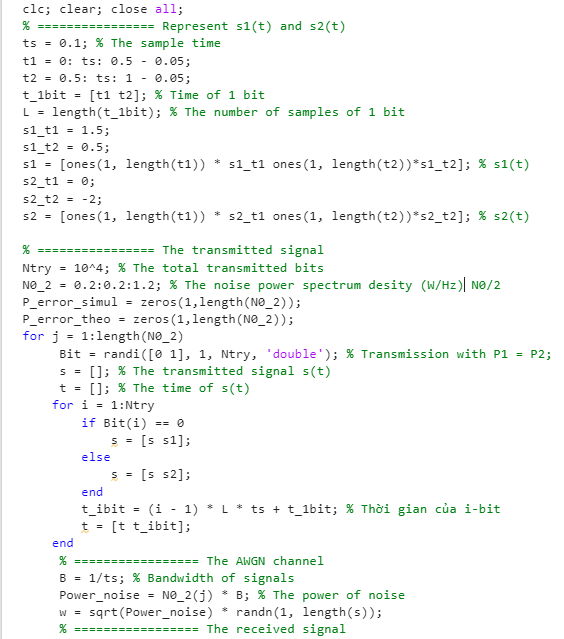 clc; clear; close all;
% ================ Represent s1(t) and s2(t)
ts = 0.1; % The sample time
t1 = 0: ts: 0.5 - 0.05;
t2 = 0.5: ts: 1 - 0.05;
t_1bit = [t1 t2]; % Time of 1 bit
L = length(t_1bit); % The number of samples of 1 bit
s1_t1 = 1.5;
s1_t2 = 0.5;
s1 = [ones(1, length(t1)) * s1_t1 ones(1, length(t2))*s1_t2]; % s1(t)
s2_t1 = 0;
s2_t2 = -2;
s2 = [ones(1, length(t1)) * s2_t1 ones(1, length(t2))*s2_t2]; % s2(t)
% ================ The transmitted signal
Ntry = 10^4; % The total transmitted bits
N0_2 = 0.2:0.2:1.2; % The noise power spectrum desity (W/Hz) N0/2
P_error_simul = zeros(1,length(N0_2));
P_error_theo = zeros(1,length(N0_2));
for j = 1:length(N0_2)
Bit = randi([0 1], 1, Ntry, 'double'); % Transmission with P1 = P2;
s = []; % The transmitted signal s(t)
t = []; % The time of s(t)
for i = 1:Ntry
if Bit(i) == 0
s = [s s1];
else
s = [s s2];
end
t_ibit = (i - 1) * L * ts + t_1bit; % Thời gian của i-bit
t = [t t_ibit];
end
% ================= The AWGN channel
B = 1/ts; % Bandwidth of signals
Power_noise = N0_2(j) * B; % The power of noise
w = sqrt(Power_noise) * randn(1, length(s));
% ================= The received signal